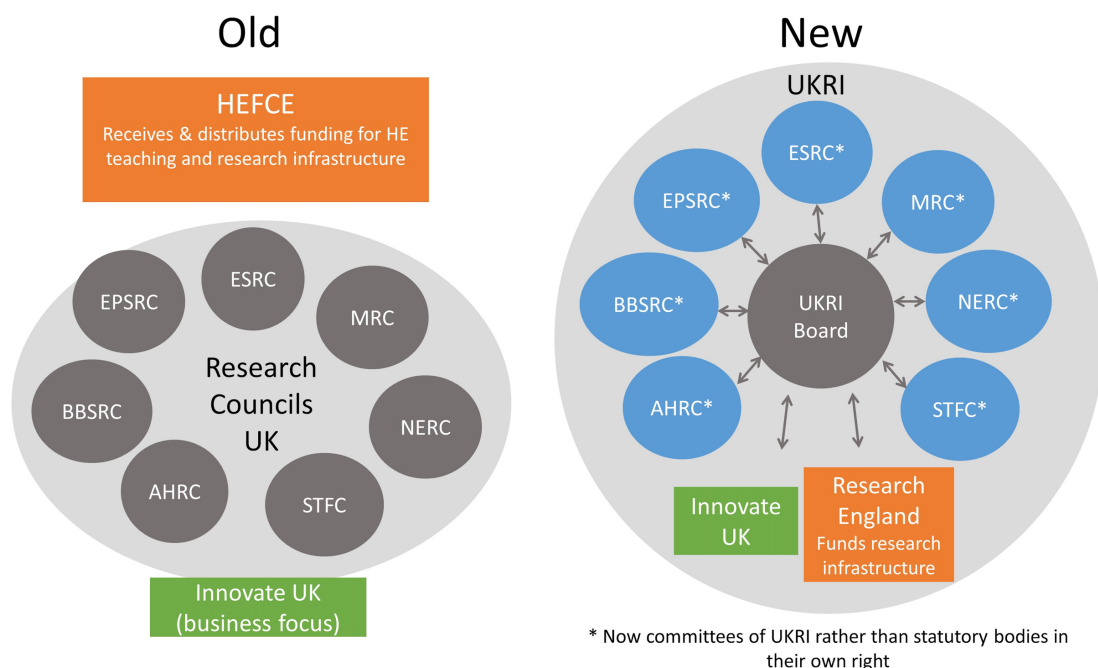 Old
HEFCE
Receives & distributes funding for HE
teaching and research infrastructure
EPSRC
ESRC
MRC
BBSRC
Research
Councils
UK
NERC
AHRC
STFC
Innovate UK
(business focus)
New
UKRI
ESRC*
EPSRC*
MRC*
BBSRC*
UKRI
Board
NERC*
AHRC*
STFC*
Innovate
UK
Research
England
Funds research
infrastructure
* Now committees of UKRI rather than statutory bodies in
their own right